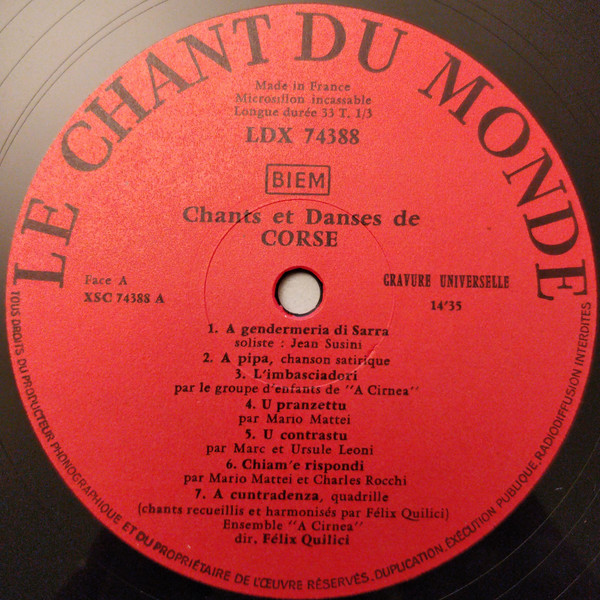 LE CHANT DU MONDE
Made in France
Microsillon incassable
Longue durée 33 T. 1/3
LDX 74388
BIEM
Chants et Danses de
CORSE
Face A
XSC 74388 A
GRAVURE UNIVERSELLE
14'35
1. A gendermeria di Sarra
soliste : Jean Susini
2. A pipa, chanson satirique
3. L'imbasciadori
par le groupe d'enfants de "A Cirnea"
4. U pranzettu
par Mario Mattei
5. U contrastu
par Marc et Ursule Leoni
6. Chiam'e rispondi
par Mario Mattei et Charles Rocchi
7. A cuntradenza, quadrille
(chants recueillis et harmonisés par Félix Quilici)
Ensemble "A Cirnea"
dir. Félix Quilici
TOUS DROITS DU PRODUCTEUR PHONOGRAPHIQUE ET DU PROPRIÉTAIRE DE L'ŒUVRE RÉSERVÉS. DUPLICATION. EXÉCUTION PUBLIQUE. RADIODIFFUSION INTERDITES